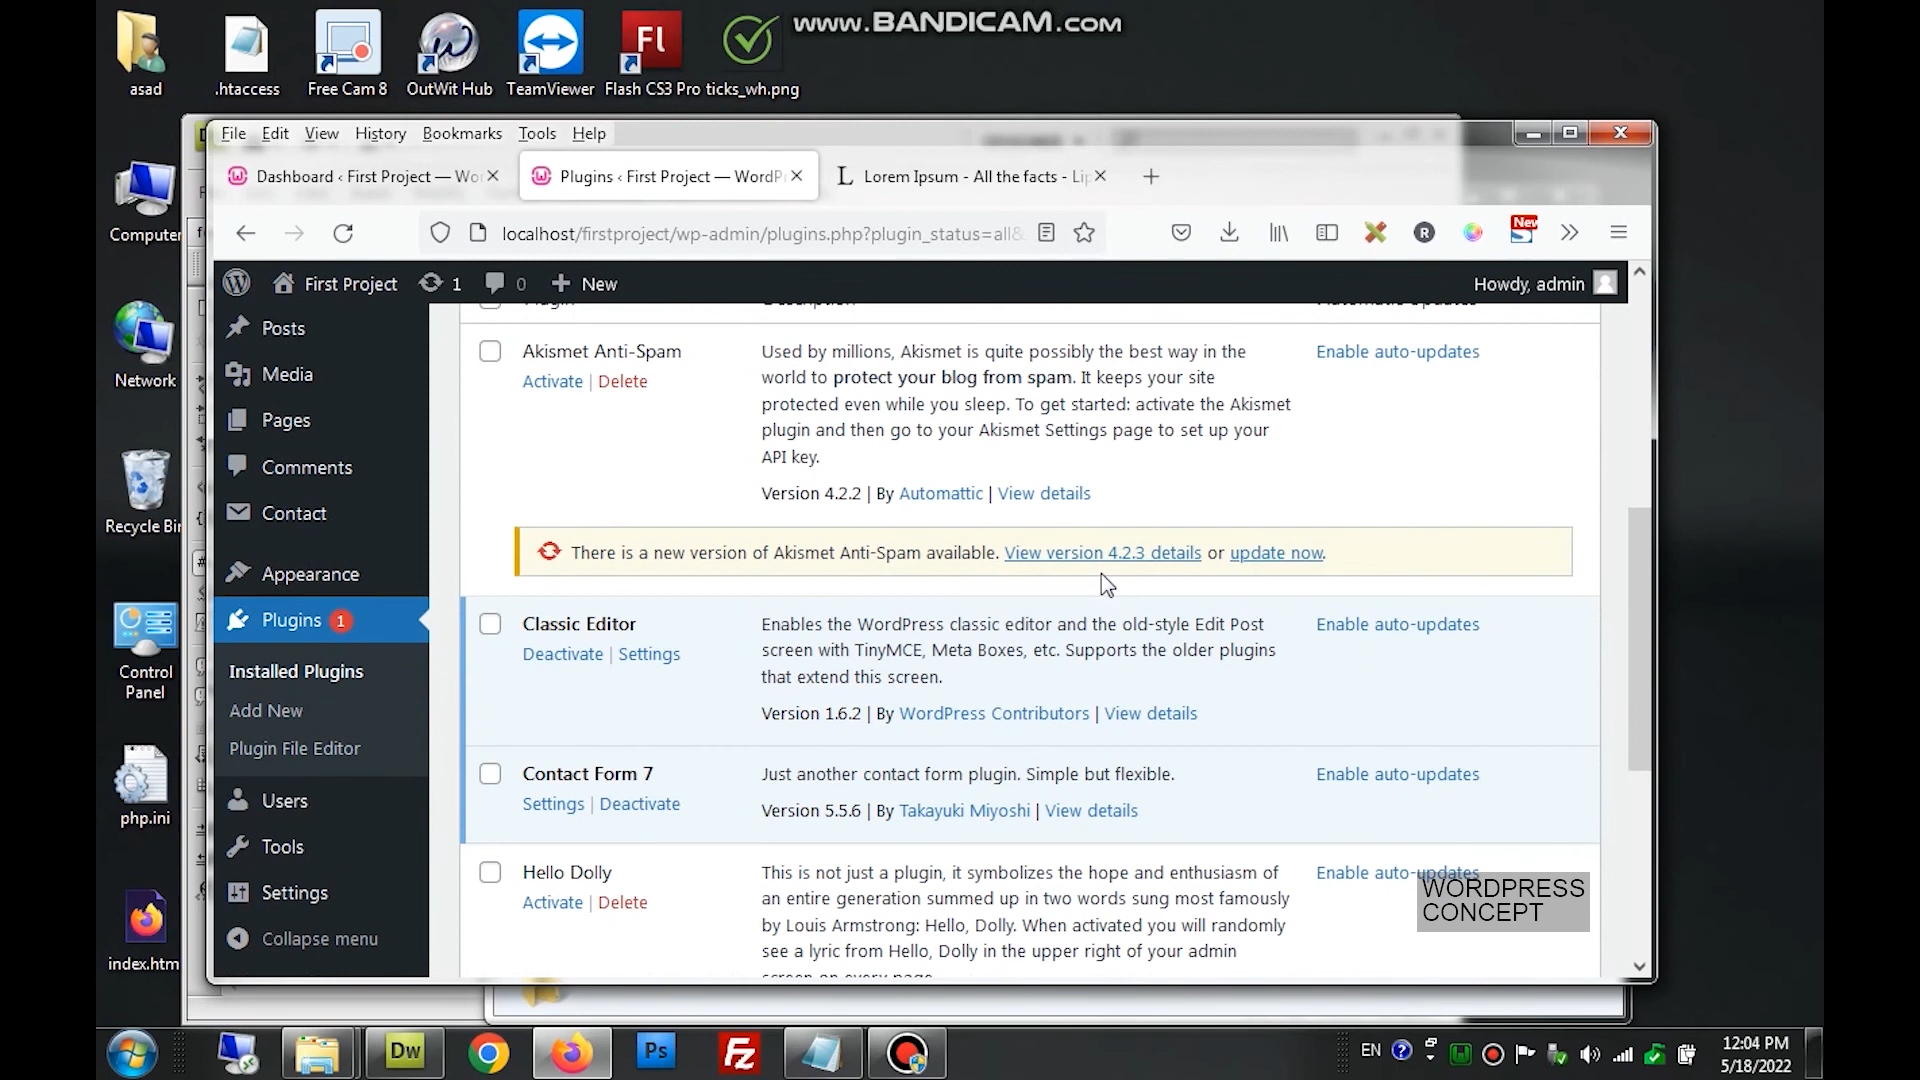 www.BANDICAM.com
asad
.htaccess
Free Cam 8
OutWit Hub
TeamViewer
Flash CS3 Pro
ticks_wh.png
File Edit View History Bookmarks Tools Help
Dashboard ‹ First Project — Wo
Plugins ‹ First Project — WordP
Lorem Ipsum - All the facts - Lip
localhost/firstproject/wp-admin/plugins.php?plugin_status=all&
New
First Project
1
0
New
Howdy, admin
Computer
Network
Recycle Bin
Control
Panel
php.ini
index.htm
Posts
Media
Pages
Comments
Contact
Appearance
Plugins 1
Installed Plugins
Add New
Plugin File Editor
Users
Tools
Settings
Collapse menu
Plugin
Description
Automatic Updates
Akismet Anti-Spam
Activate | Delete
Used by millions, Akismet is quite possibly the best way in the
world to protect your blog from spam. It keeps your site
protected even while you sleep. To get started: activate the Akismet
plugin and then go to your Akismet Settings page to set up your
API key.
Version 4.2.2 | By Automattic | View details
Enable auto-updates
There is a new version of Akismet Anti-Spam available. View version 4.2.3 details or update now.
Classic Editor
Deactivate | Settings
Enables the WordPress classic editor and the old-style Edit Post
screen with TinyMCE, Meta Boxes, etc. Supports the older plugins
that extend this screen.
Version 1.6.2 | By WordPress Contributors | View details
Enable auto-updates
Contact Form 7
Settings | Deactivate
Just another contact form plugin. Simple but flexible.
Version 5.5.6 | By Takayuki Miyoshi | View details
Enable auto-updates
Hello Dolly
Activate | Delete
This is not just a plugin, it symbolizes the hope and enthusiasm of
an entire generation summed up in two words sung most famously
by Louis Armstrong: Hello, Dolly. When activated you will randomly
see a lyric from Hello, Dolly in the upper right of your admin
screen on every page.
Enable auto-updates
WORDPRESS
CONCEPT
Fl
Dw
Ps
Fz
EN
12:04 PM
5/18/2022